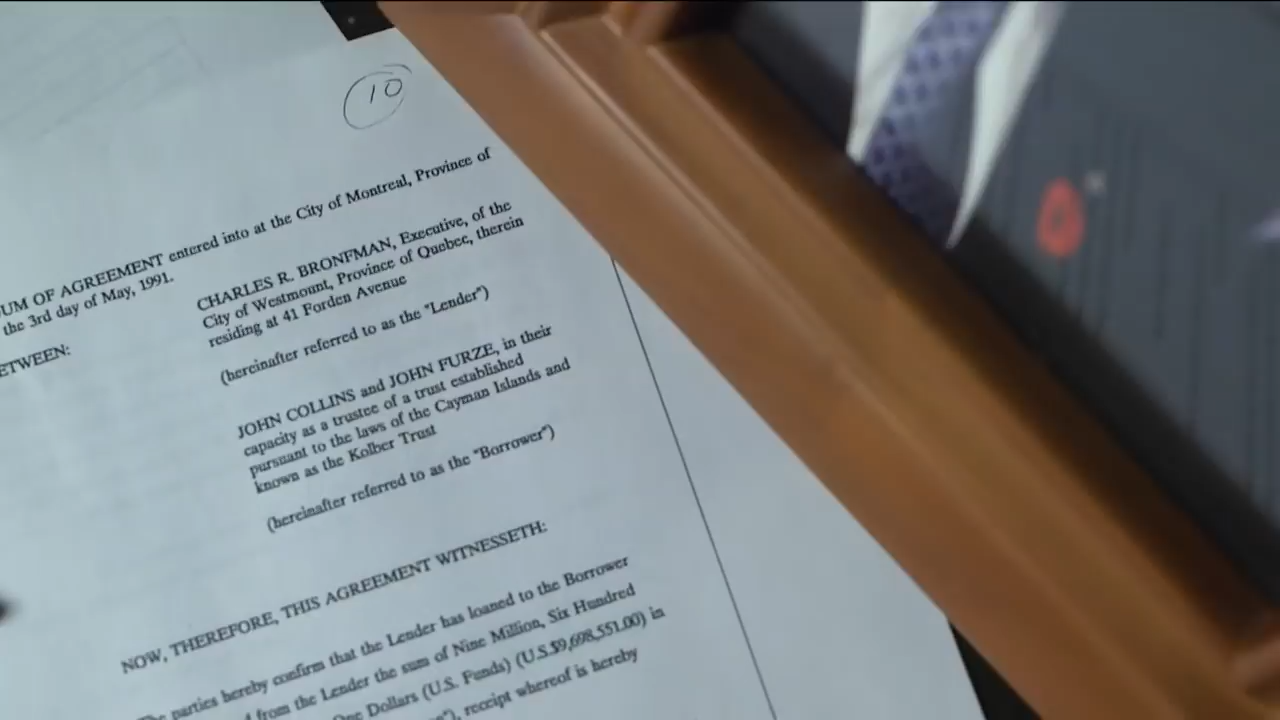 10
UM OF AGREEMENT entered into at the City of Montreal, Province of
the 3rd day of May, 1991.
ETWEEN:
CHARLES R. BRONFMAN, Executive, of the
City of Westmount, Province of Quebec, therein
residing at 41 Forden Avenue
(hereinafter referred to as the "Lender")
JOHN COLLINS and JOHN FURZE, in their
capacity as a trustee of a trust established
pursuant to the laws of the Cayman Islands and
known as the Kolber Trust
(hereinafter referred to as the "Borrower")
NOW, THEREFORE, THIS AGREEMENT WITNESSETH:
The parties hereby confirm that the Lender has loaned to the Borrower
from the Lender the sum of Nine Million, Six Hundred
One Dollars (U.S. Funds) (U.S.$9,698,551.00) in
receipt whereof is hereby